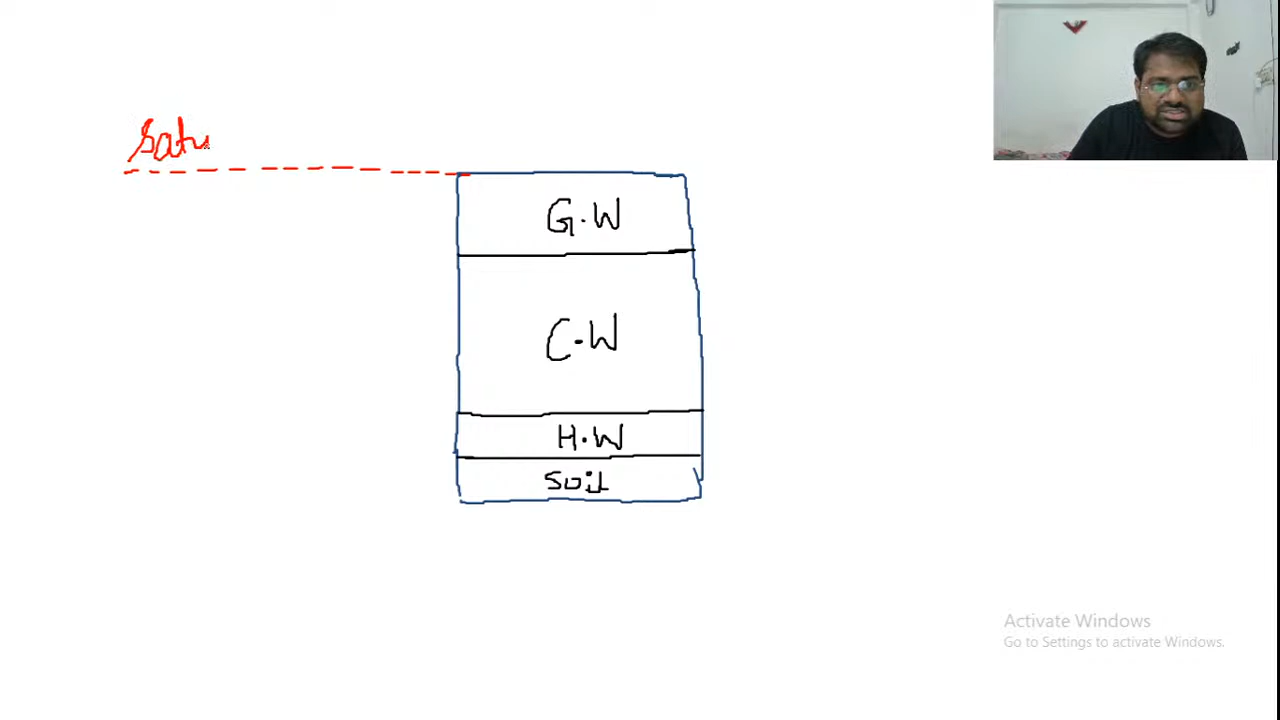 Satu
G.W
C.W
H.W
Soil
Activate Windows
Go to Settings to activate Windows.